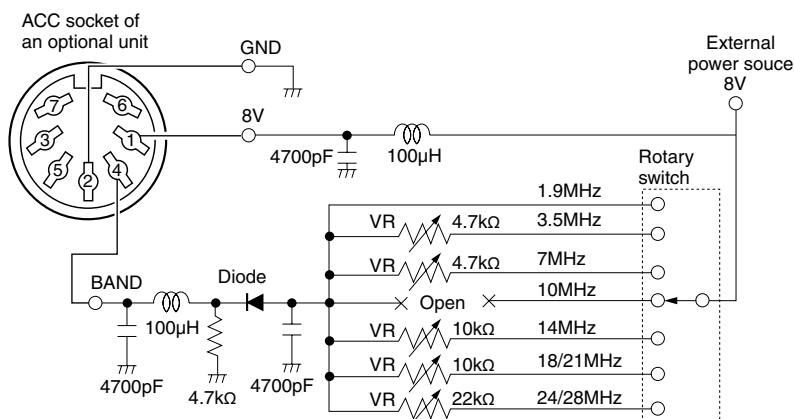 ACC socket of
an optional unit
GND
External
power souce
8V
8V
7
6
3
1
5
4
2
4700pF
100µH
Rotary
switch
1.9MHz
VR
4.7kΩ
3.5MHz
VR
4.7kΩ
7MHz
BAND
Diode
Open
10MHz
100µH
VR
10kΩ
14MHz
VR
10kΩ
18/21MHz
4700pF
4.7kΩ
4700pF
VR
22kΩ
24/28MHz